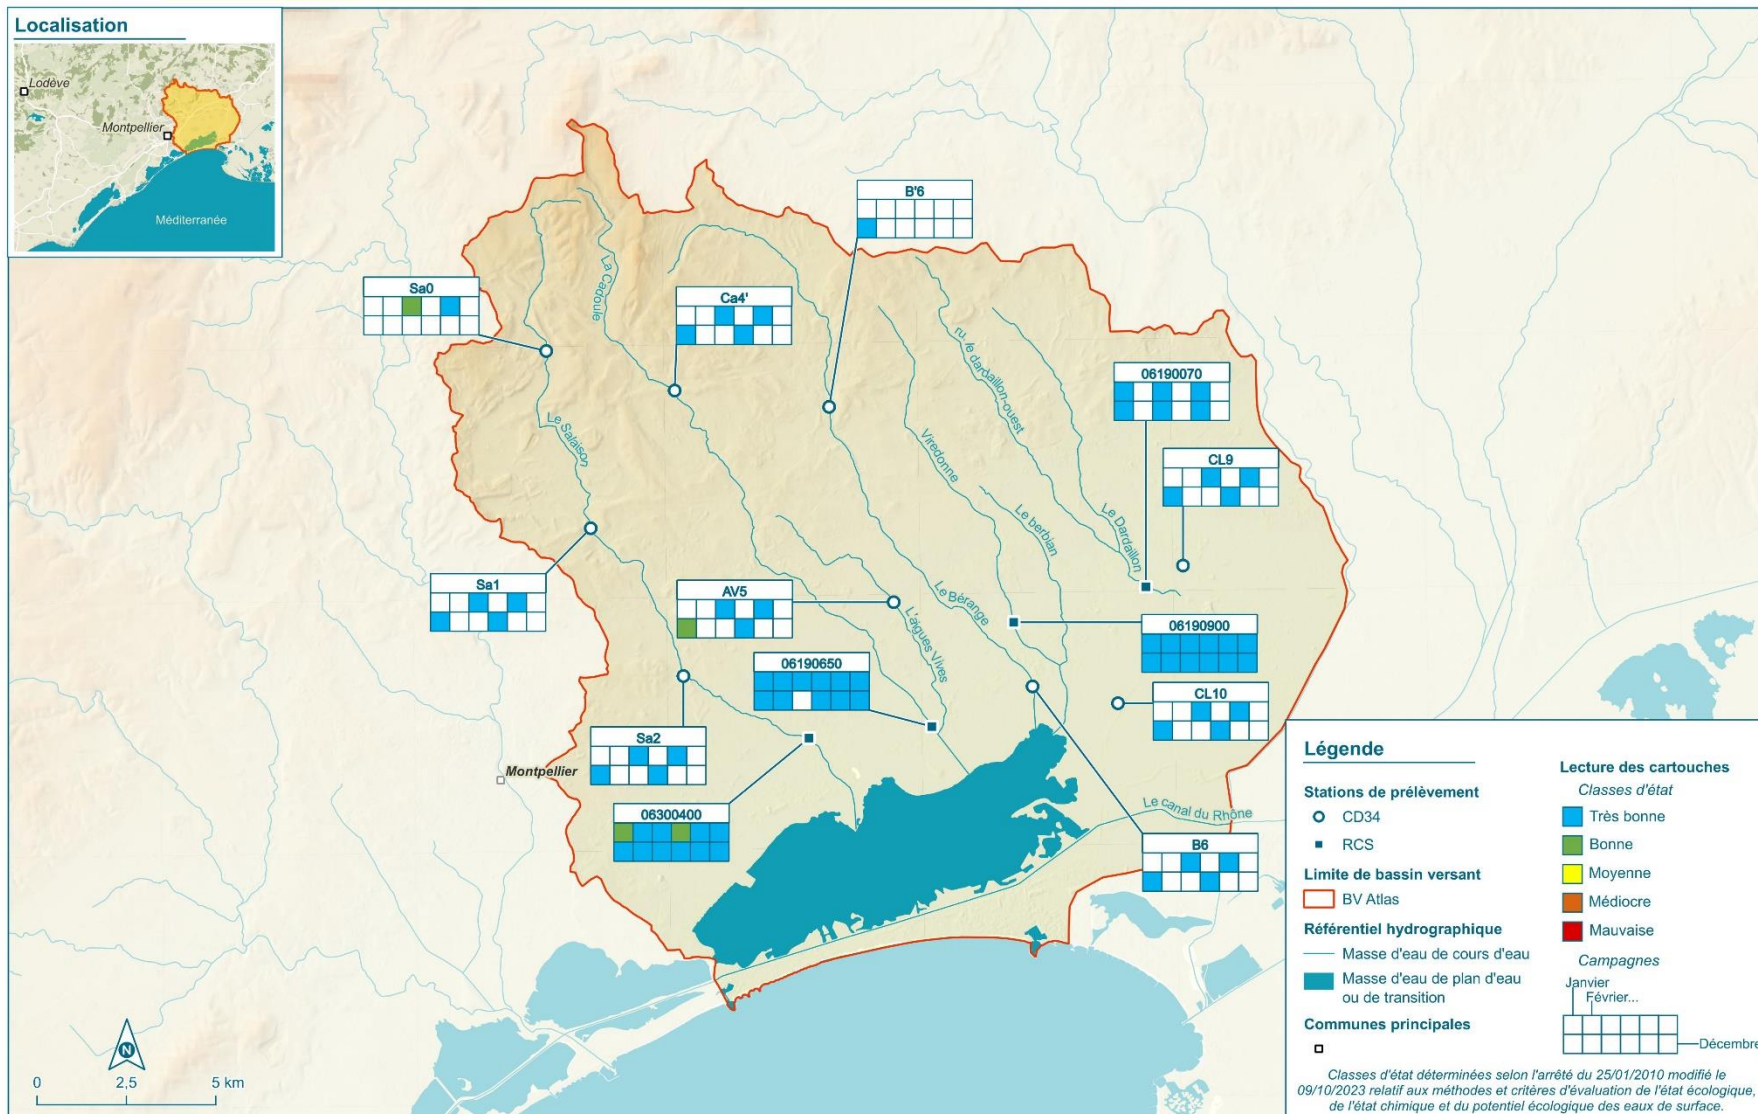 Localisation
Lodève
Montpellier
Méditerranée
B'6
Sa0
La Cadoule
Ca4'
ru. le dardaillon-ouest
06190070
Le Salaison
Viredonne
CL9
Le berbian
Le Dardaillon
Sa1
AV5
Le Bérange
L'aigues Vives
06190900
06190650
CL10
Sa2
Montpellier
06300400
Le canal du Rhône
B6
N
0 2,5 5 km
Légende
Stations de prélèvement
CD34
RCS
Limite de bassin versant
BV Atlas
Référentiel hydrographique
Masse d'eau de cours d'eau
Masse d'eau de plan d'eau
ou de transition
Communes principales
Lecture des cartouches
Classes d'état
Très bonne
Bonne
Moyenne
Médiocre
Mauvaise
Campagnes
Janvier
Février...
Décembre
Classes d'état déterminées selon l'arrêté du 25/01/2010 modifié le
09/10/2023 relatif aux méthodes et critères d'évaluation de l'état écologique,
de l'état chimique et du potentiel écologique des eaux de surface.